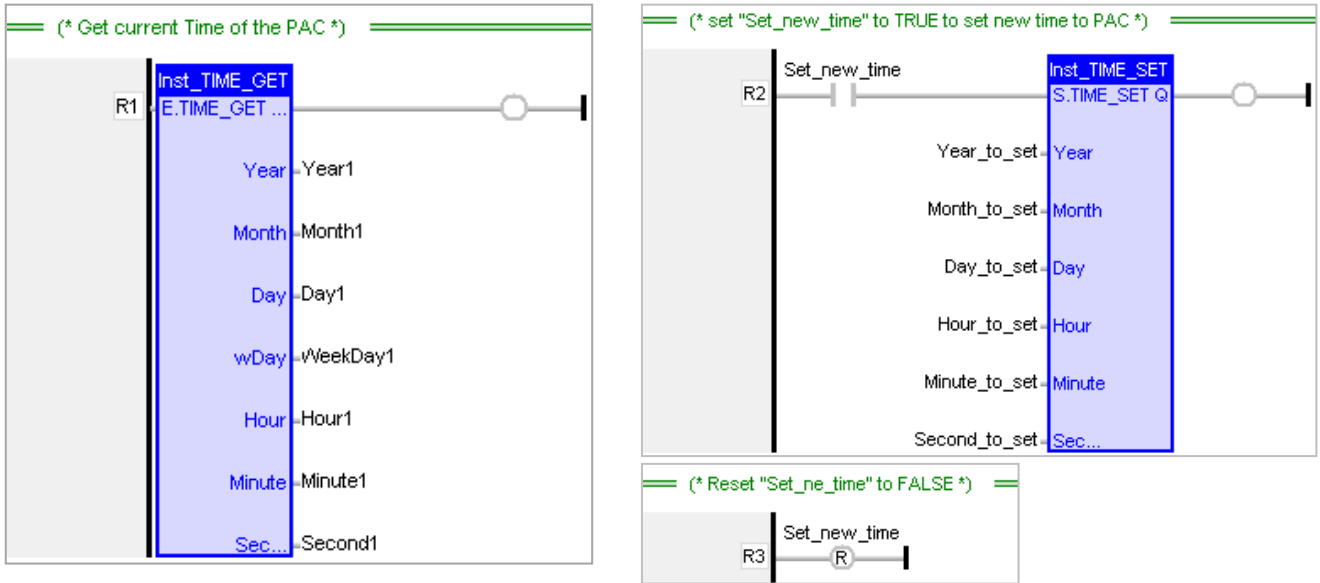 (* Get current Time of the PAC *)
Inst_TIME_GET
R1
E.TIME_GET ...
Year
Year1
Month
Month1
Day
Day1
wDay
WeekDay1
Hour
Hour1
Minute
Minute1
Sec...
Second1
(* set "Set_new_time" to TRUE to set new time to PAC *)
Set_new_time
Inst_TIME_SET
R2
S.TIME_SET Q
Year_to_set
Year
Month_to_set
Month
Day_to_set
Day
Hour_to_set
Hour
Minute_to_set
Minute
Second_to_set
Sec...
(* Reset "Set_ne_time" to FALSE *)
Set_new_time
R3
R